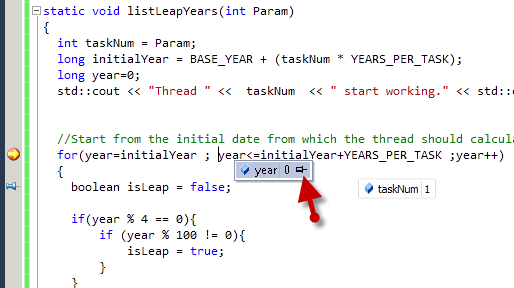 static void listLeapYears(int Param)
{
int taskNum = Param;
long initialYear = BASE_YEAR + (taskNum * YEARS_PER_TASK);
long year=0;
std::cout << "Thread " << taskNum << " start working." << std::
//Start from the initial date from which the thread should
for(year=initialYear ; year<=initialYear+YEARS_PER_TASK ;year++)
{
year 0
boolean isLeap = false;
taskNum 1
if(year % 4 == 0){
if (year % 100 != 0){
isLeap = true;
}
}